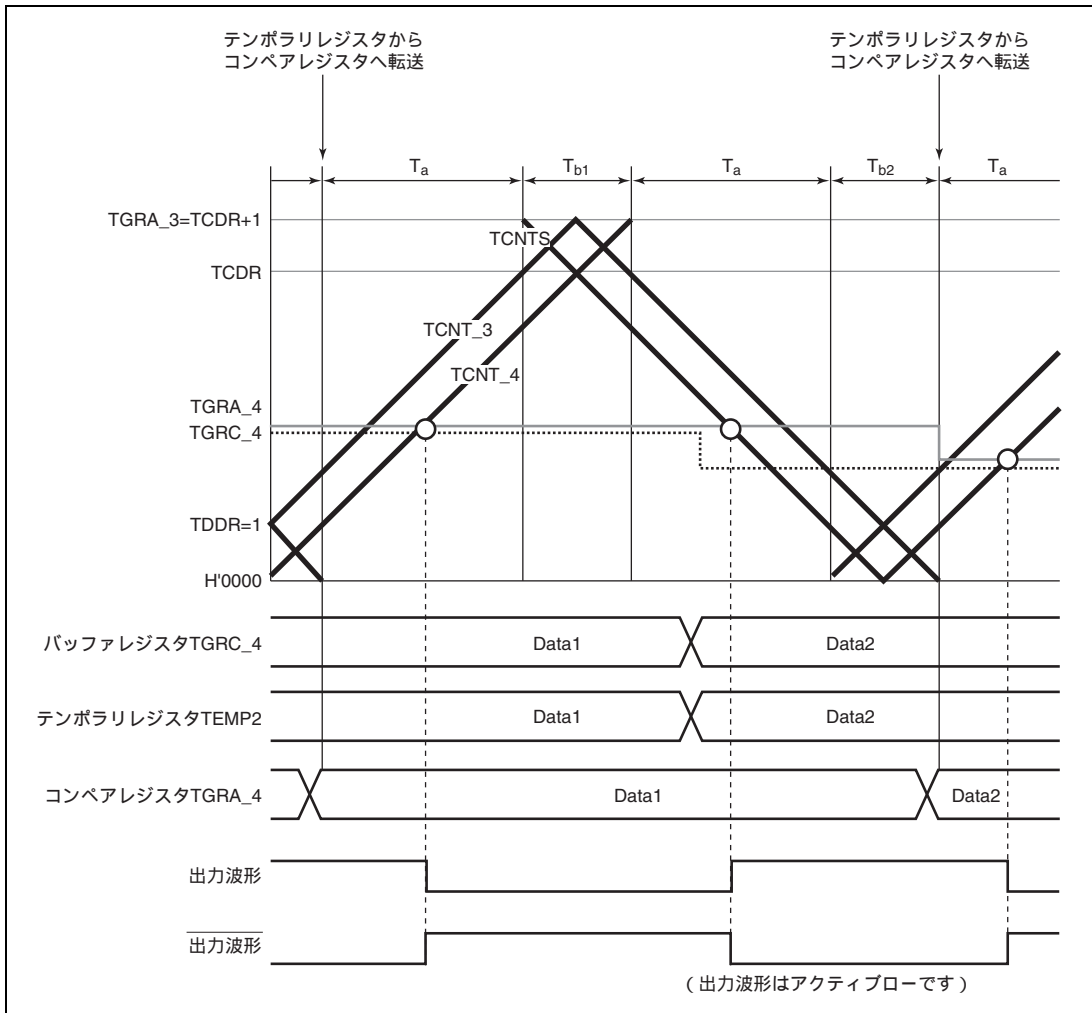 テンポラリレジスタから
コンペアレジスタへ転送
テンポラリレジスタから
コンペアレジスタへ転送
Ta
Tb1
Ta
Tb2
Ta
TGRA_3=TCDR+1
TCNTS
TCDR
TCNT_3
TCNT_4
TGRA_4
TGRC_4
TDDR=1
H'0000
バッファレジスタTGRC_4
Data1
Data2
テンポラリレジスタTEMP2
Data1
Data2
コンペアレジスタTGRA_4
Data1
Data2
出力波形
出力波形
(出力波形はアクティブローです)